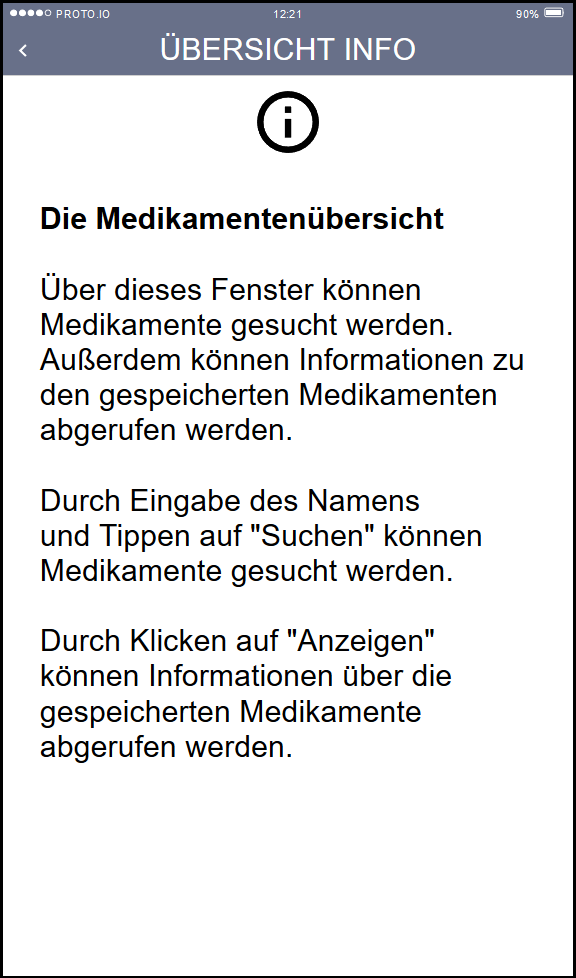 PROTO.IO 12:21 90%
ÜBERSICHT INFO
Die Medikamentenübersicht
Über dieses Fenster können
Medikamente gesucht werden.
Außerdem können Informationen zu
den gespeicherten Medikamenten
abgerufen werden.
Durch Eingabe des Namens
und Tippen auf "Suchen" können
Medikamente gesucht werden.
Durch Klicken auf "Anzeigen"
können Informationen über die
gespeicherten Medikamente
abgerufen werden.